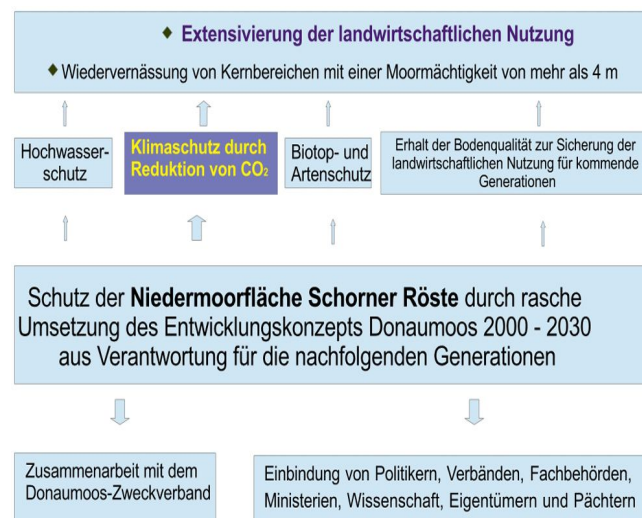 Extensivierung der landwirtschaftlichen Nutzung
Wiedervernässung von Kernbereichen mit einer Moormächtigkeit von mehr als 4 m
Hochwasser-
schutz
Klimaschutz durch
Reduktion von CO₂
Biotop- und
Artenschutz
Erhalt der Bodenqualität zur Sicherung der
landwirtschaftlichen Nutzung für kommende
Generationen
Schutz der Niedermoorfläche Schorner Röste durch rasche
Umsetzung des Entwicklungskonzepts Donaumoos 2000 - 2030
aus Verantwortung für die nachfolgenden Generationen
Zusammenarbeit mit dem
Donaumoos-Zweckverband
Einbindung von Politikern, Verbänden, Fachbehörden,
Ministerien, Wissenschaft, Eigentümern und Pächtern